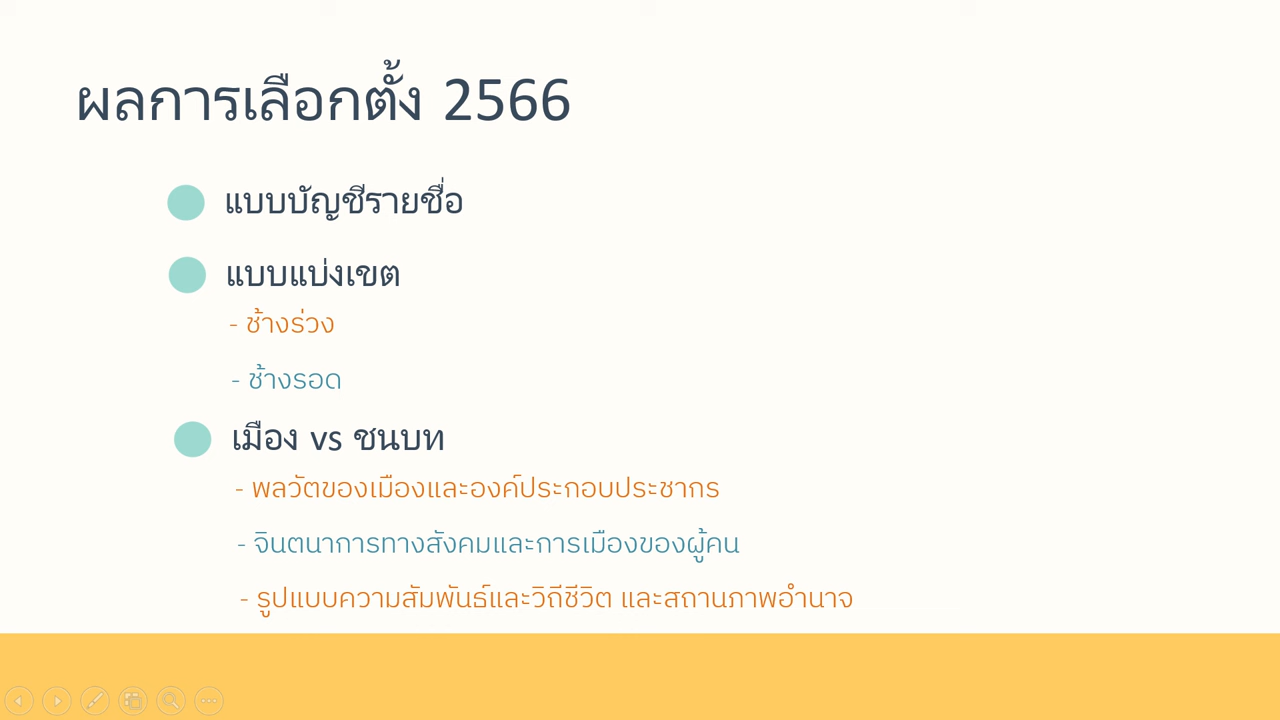 ผลการเลือกตั้ง 2566
แบบบัญชีรายชื่อ
แบบแบ่งเขต
- ช้างร่วง
- ช้างรอด
เมือง vs ชนบท
- พลวัตของเมืองและองค์ประกอบประชากร
- จินตนาการทางสังคมและการเมืองของผู้คน
- รูปแบบความสัมพันธ์และวิถีชีวิต และสถานภาพอำนาจ